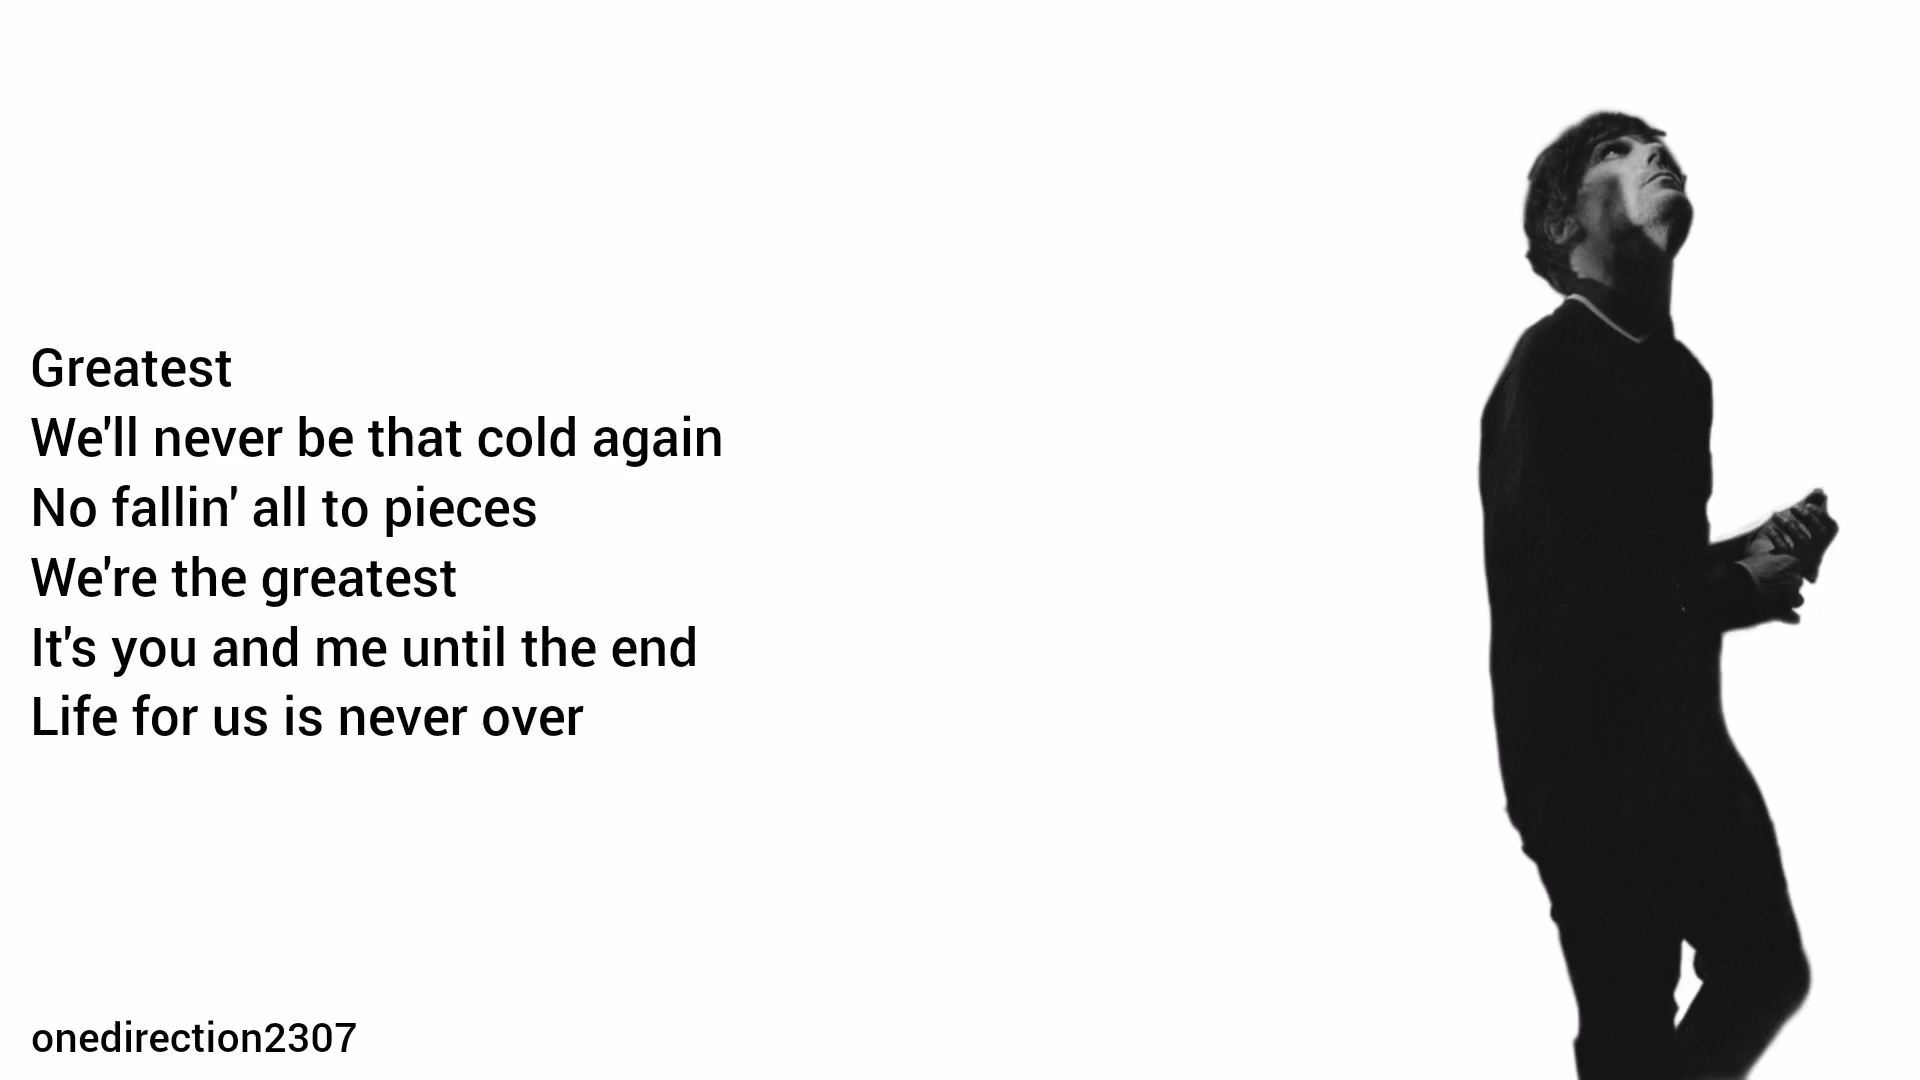 Greatest
We'll never be that cold again
No fallin' all to pieces
We're the greatest
It's you and me until the end
Life for us is never over
onedirection2307